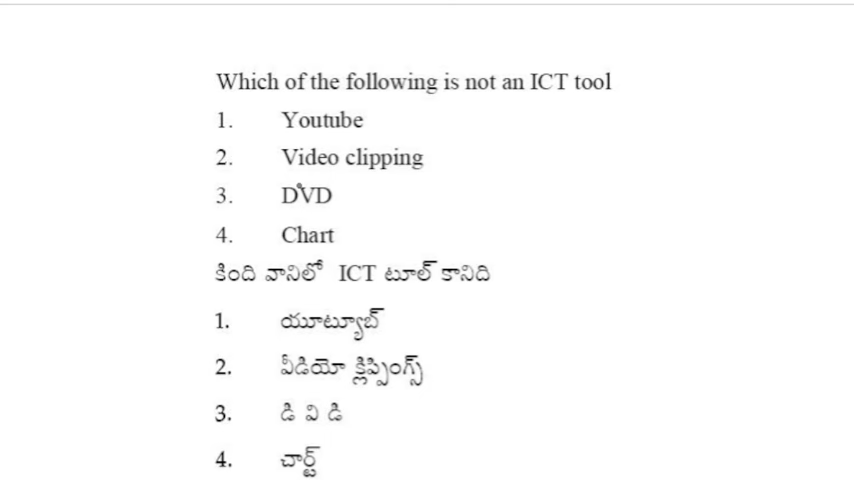 Which of the following is not an ICT tool
1. Youtube
2. Video clipping
3. DVD
4. Chart
కింది వానిలో ICT టూల్ కానిది
1. యూట్యూబ్
2. వీడియో క్లిప్పింగ్స్
3. డి వి డి
4. చార్ట్